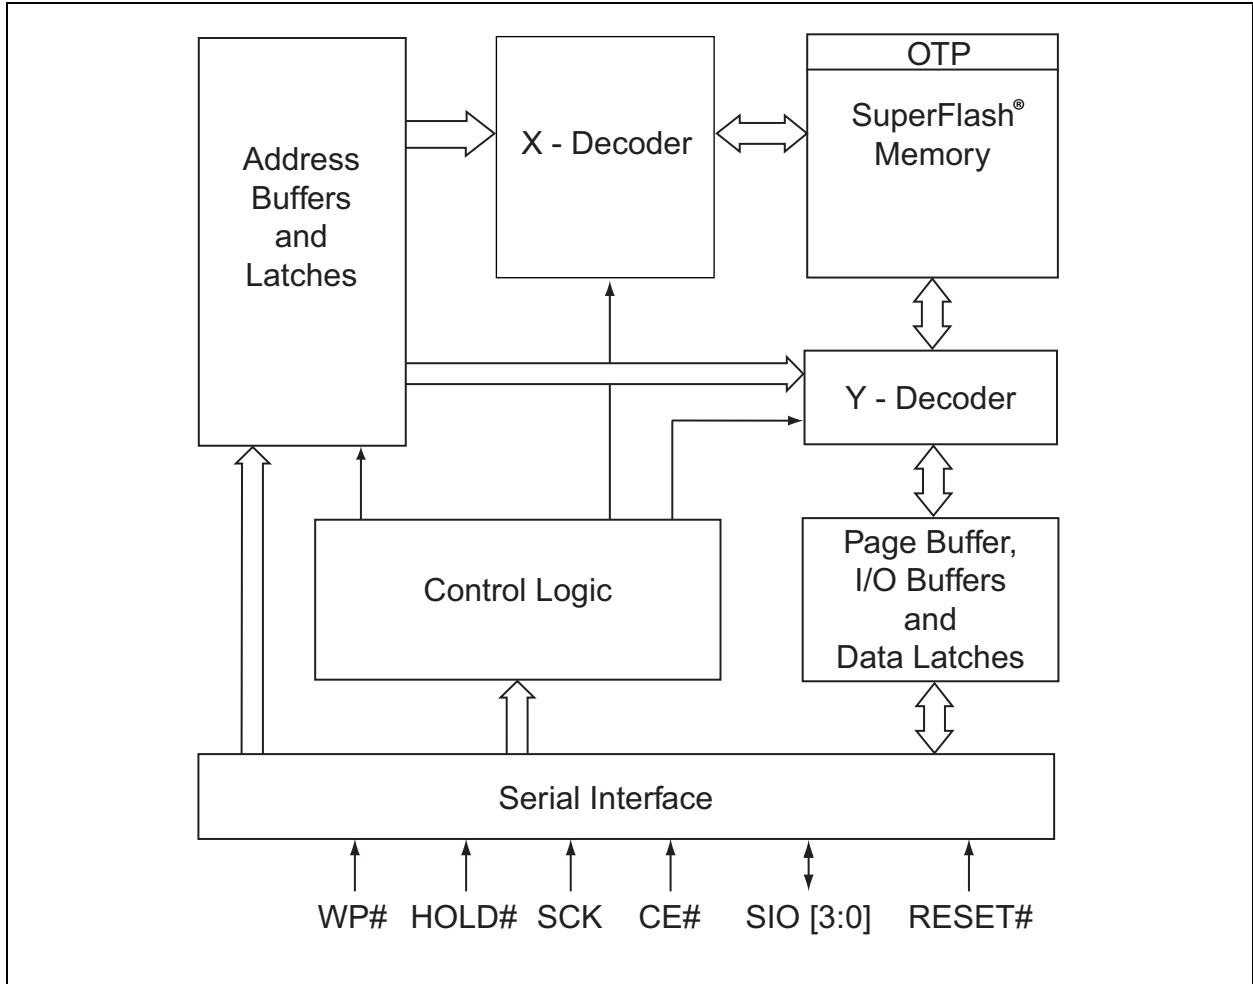 OTP
SuperFlash®
Memory
X - Decoder
Address
Buffers
and
Latches
Y - Decoder
Page Buffer,
I/O Buffers
and
Data Latches
Control Logic
Serial Interface
WP# HOLD# SCK CE# SIO [3:0] RESET#